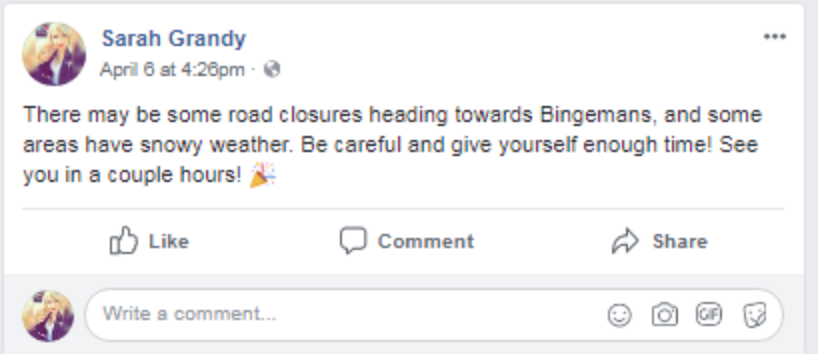 Sarah Grandy
April 6 at 4:26pm ·
There may be some road closures heading towards Bingemans, and some
areas have snowy weather. Be careful and give yourself enough time! See
you in a couple hours! 🎉
Like Comment Share
Write a comment...
GIF